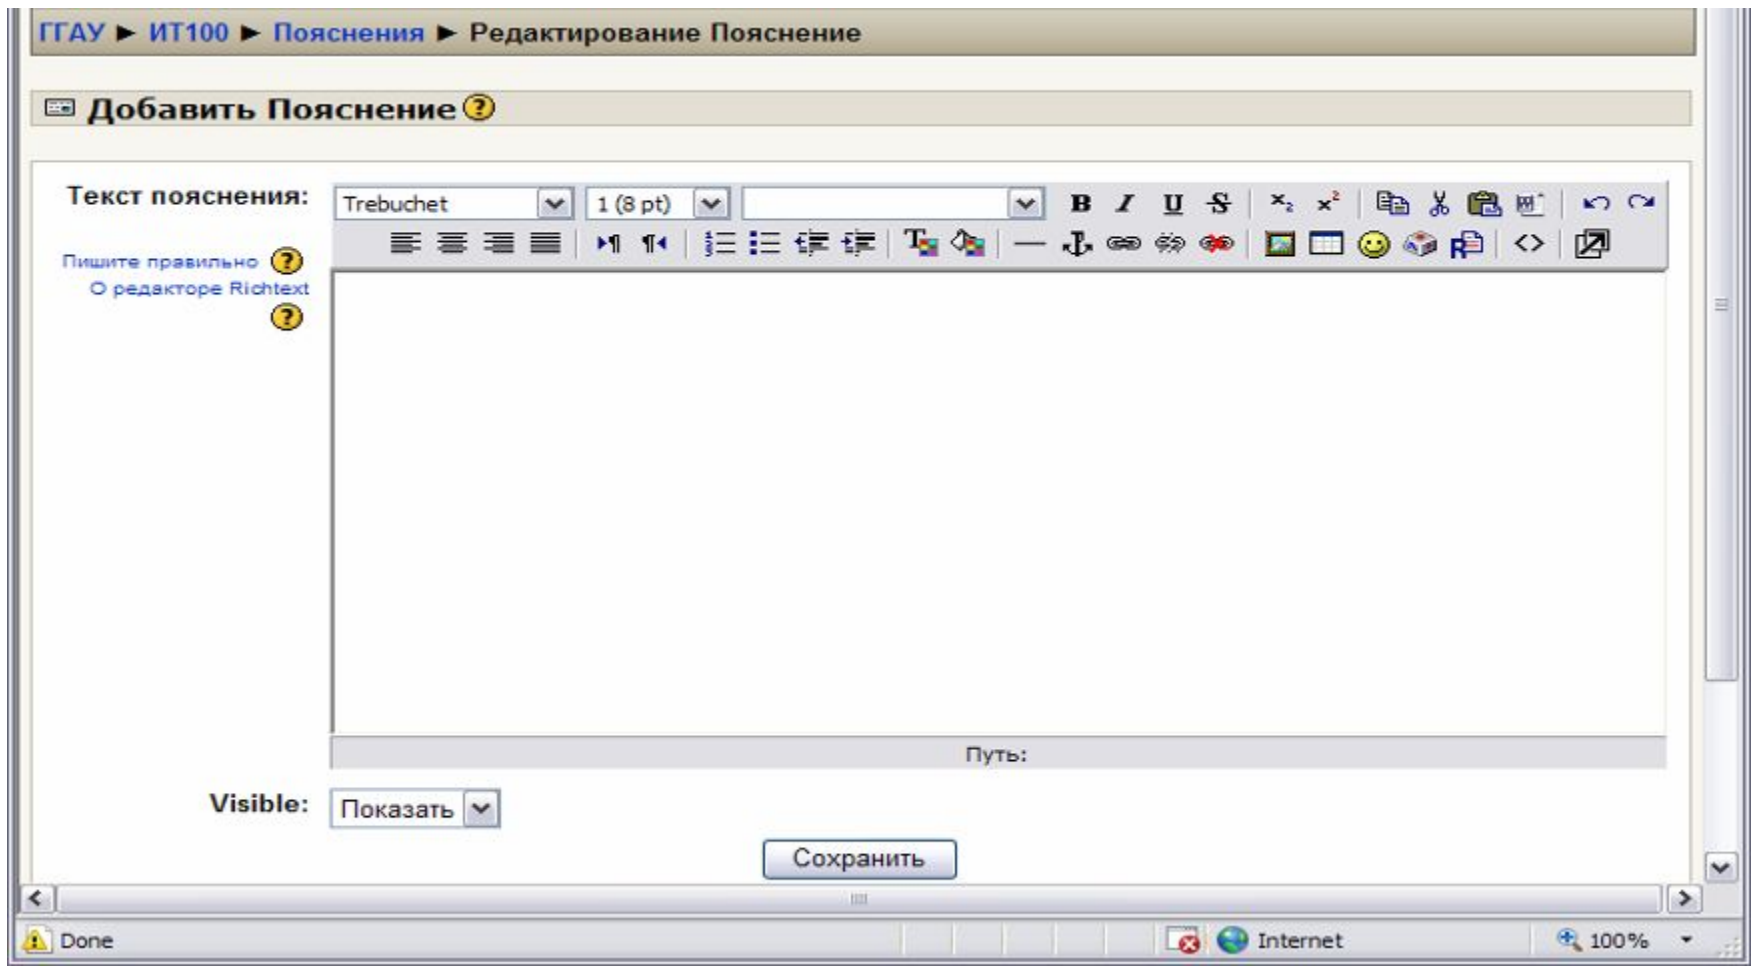 ГГАУ ► ИТ100 ► Пояснения ► Редактирование Пояснение
Добавить Пояснение
Текст пояснения:
Trebuchet 1 (8 pt)
Пишите правильно
О редакторе Richtext
Путь:
Visible: Показать
Сохранить
Done Internet 100%